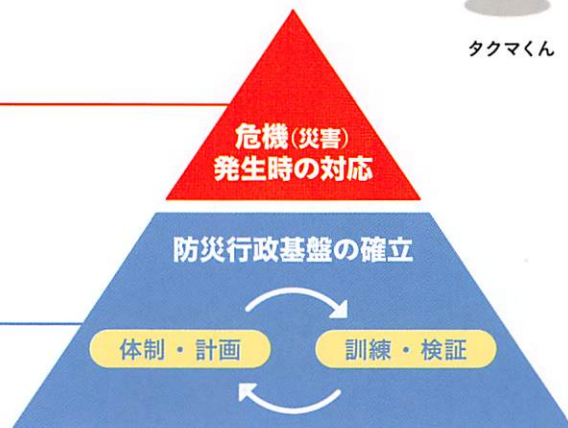 タクマくん
危機(災害)
発生時の対応
防災行政基盤の確立
体制・計画
訓練・検証